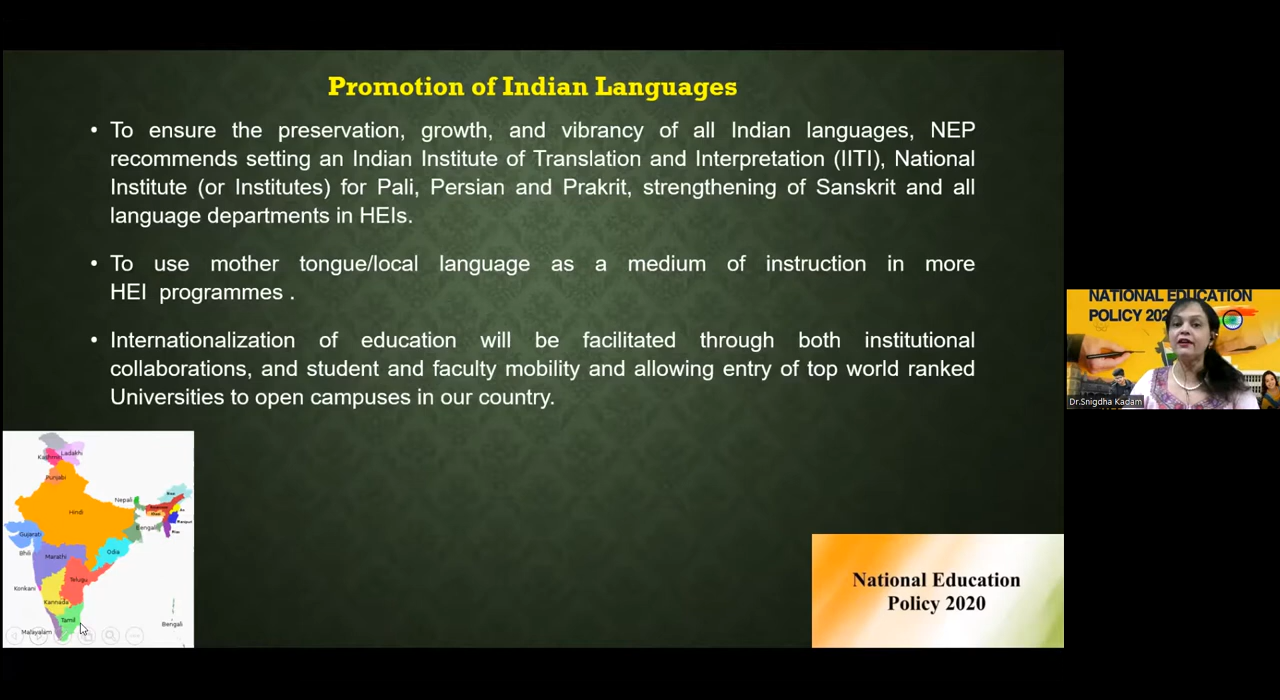 Promotion of Indian Languages
• To ensure the preservation, growth, and vibrancy of all Indian languages, NEP
recommends setting an Indian Institute of Translation and Interpretation (IITI), National
Institute (or Institutes) for Pali, Persian and Prakrit, strengthening of Sanskrit and all
language departments in HEIs.
• To use mother tongue/local language as a medium of instruction in more
HEI programmes .
• Internationalization of education will be facilitated through both institutional
collaborations, and student and faculty mobility and allowing entry of top world ranked
Universities to open campuses in our country.
NATIONAL EDUCATION
POLICY 202
Dr.Snigdha Kadam
Ladakhi
Punjabi
Nepali
Hindi
Bengali
Gujarati
Bhili
Marathi
Odia
Telugu
Konkani
Kannada
Tamil
Bengali
Malayalam
National Education
Policy 2020